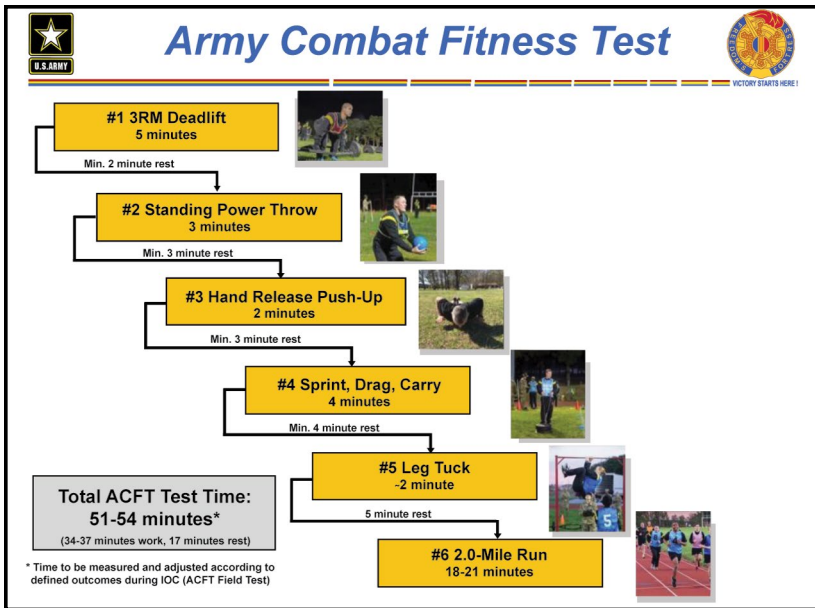 Army Combat Fitness Test
U.S.ARMY
FREEDOM'S FORTRESS
VICTORY STARTS HERE!
#1 3RM Deadlift
5 minutes
Min. 2 minute rest
#2 Standing Power Throw
3 minutes
Min. 3 minute rest
#3 Hand Release Push-Up
2 minutes
Min. 3 minute rest
#4 Sprint, Drag, Carry
4 minutes
Min. 4 minute rest
#5 Leg Tuck
-2 minute
5 minute rest
#6 2.0-Mile Run
18-21 minutes
Total ACFT Test Time:
51-54 minutes*
(34-37 minutes work, 17 minutes rest)
* Time to be measured and adjusted according to
defined outcomes during IOC (ACFT Field Test)
5